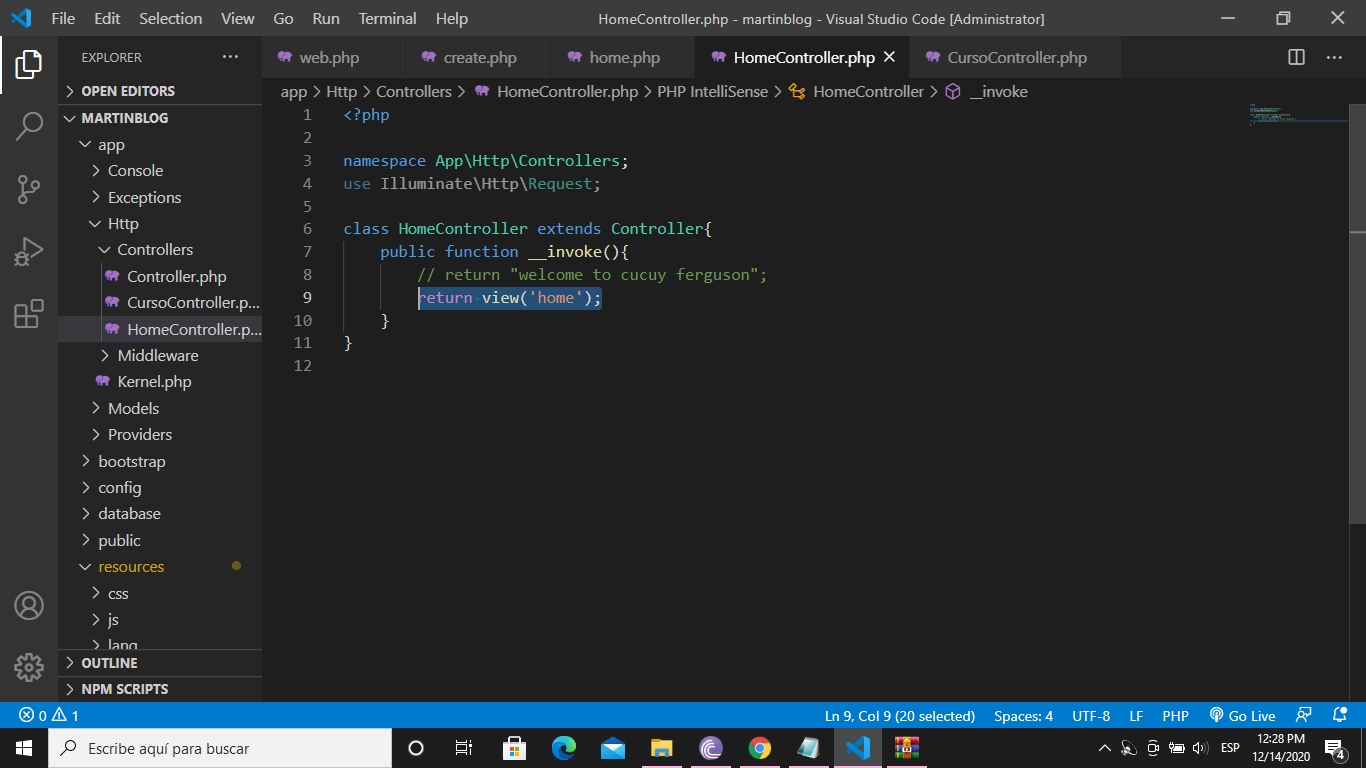 File Edit Selection View Go Run Terminal Help HomeController.php - martinblog - Visual Studio Code [Administrator]
EXPLORER
web.php create.php home.php HomeController.php CursoController.php
OPEN EDITORS
app > Http > Controllers > HomeController.php > PHP IntelliSense > HomeController > __invoke
MARTINBLOG
app
Console
Exceptions
Http
Controllers
Controller.php
CursoController.p...
HomeController.p...
Middleware
Kernel.php
Models
Providers
bootstrap
config
database
public
resources
css
js
lang
OUTLINE
NPM SCRIPTS
1 <?php
2
3 namespace App\Http\Controllers;
4 use Illuminate\Http\Request;
5
6 class HomeController extends Controller{
7 public function __invoke(){
8 // return "welcome to cucuy ferguson";
9 return view('home');
10 }
11 }
12
0 1 Ln 9, Col 9 (20 selected) Spaces: 4 UTF-8 LF PHP Go Live
Escribe aquí para buscar
ESP
12:28 PM
12/14/2020
4